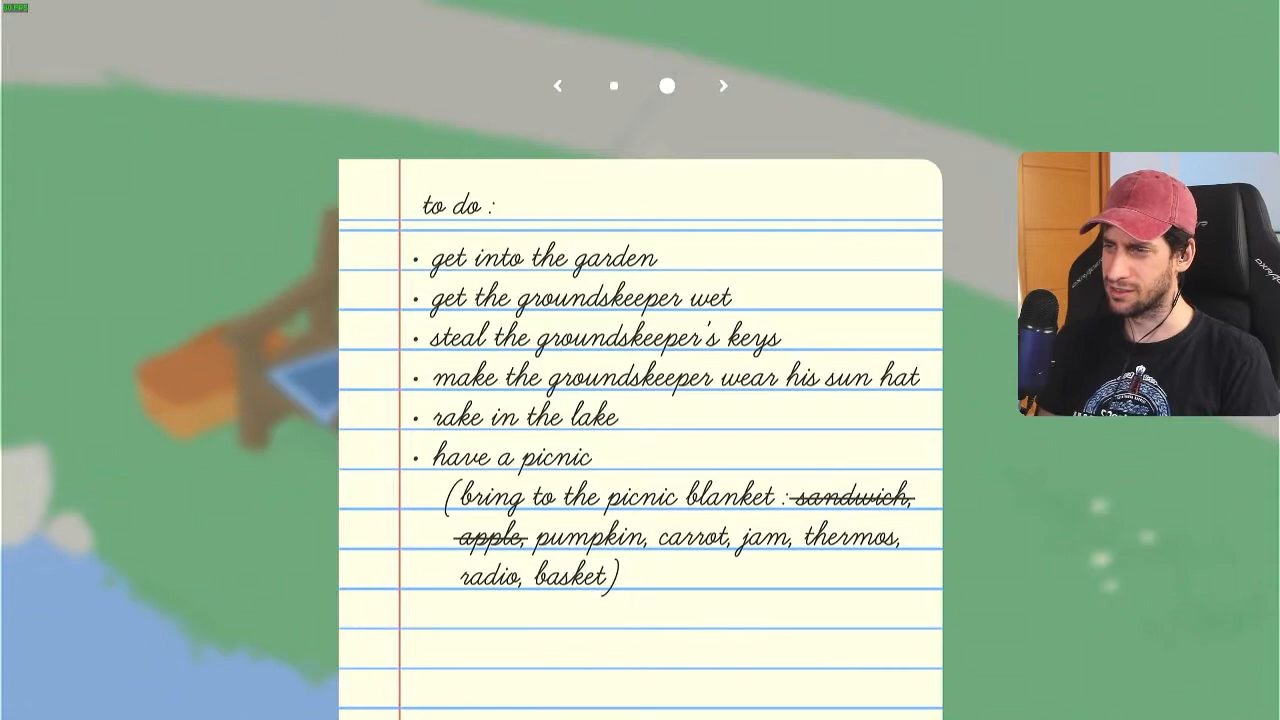 60 FPS
to do :
• get into the garden
• get the groundskeeper wet
• steal the groundskeeper's keys
• make the groundskeeper wear his sun hat
• rake in the lake
• have a picnic
(bring to the picnic blanket : sandwich,
apple, pumpkin, carrot, jam, thermos,
radio, basket)